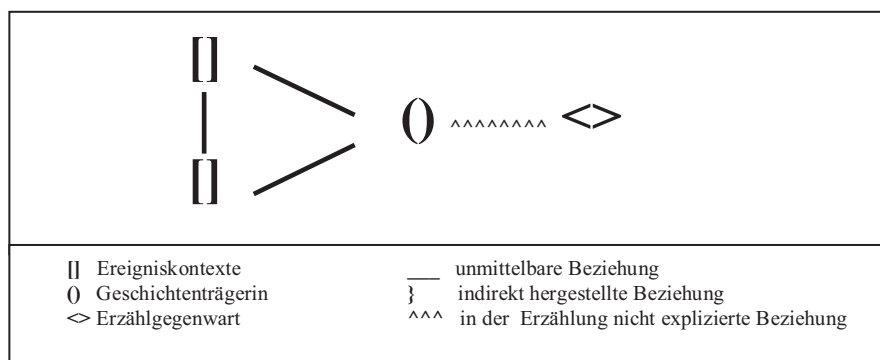 []
() ^^^^^^^^ <>
[]
[] Ereigniskontexte
() Geschichtenträgerin
<> Erzählgegenwart
___ unmittelbare Beziehung
} indirekt hergestellte Beziehung
^^^ in der Erzählung nicht explizierte Beziehung